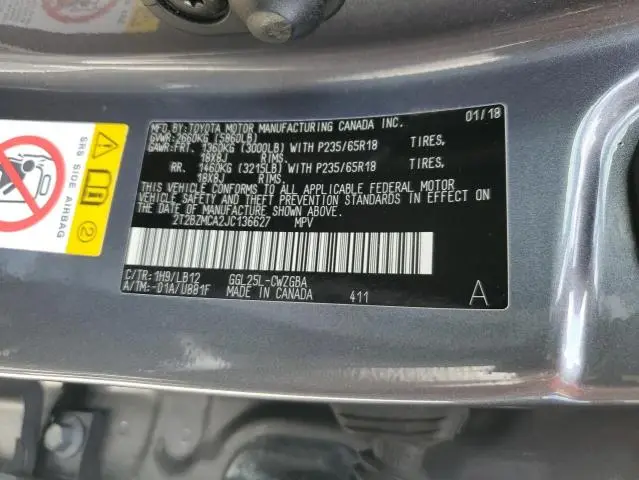 MFD. BY: TOYOTA MOTOR MANUFACTURING CANADA INC. 01/18
GVWR: 2660KG (5860LB)
GAWR: FRT. 1360KG (3000LB) WITH P235/65R18 TIRES,
18X8J RIMS.
RR. 1460KG (3215LB) WITH P235/65R18 TIRES,
18X8J RIMS.
THIS VEHICLE CONFORMS TO ALL APPLICABLE FEDERAL MOTOR
VEHICLE SAFETY AND THEFT PREVENTION STANDARDS IN EFFECT ON
THE DATE OF MANUFACTURE SHOWN ABOVE.
2T2BZMCA2JC136627 MPV
C/TR: 1H9/LB12 GGL25L-CWZGBA
A/TM: -01A/U881F MADE IN CANADA 411 A
SRS SIDE AIRBAG
2